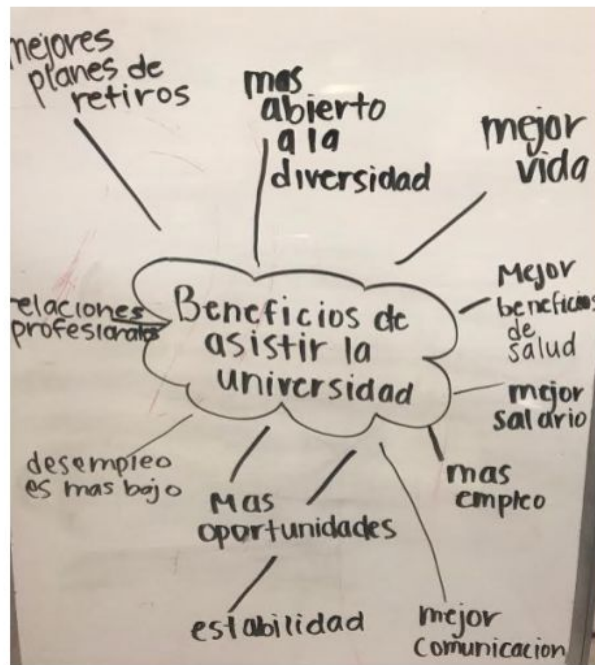 mejores
planes de
retiros
mas
abierto
a la
diversidad
mejor
vida
Beneficios de
asistir la
universidad
elaciones
profesionales
Mejor
beneficios
de
salud
mejor
salario
mas
empleo
desempleo
es mas bajo
Mas
oportunidades
estabilidad
mejor
comunicacion